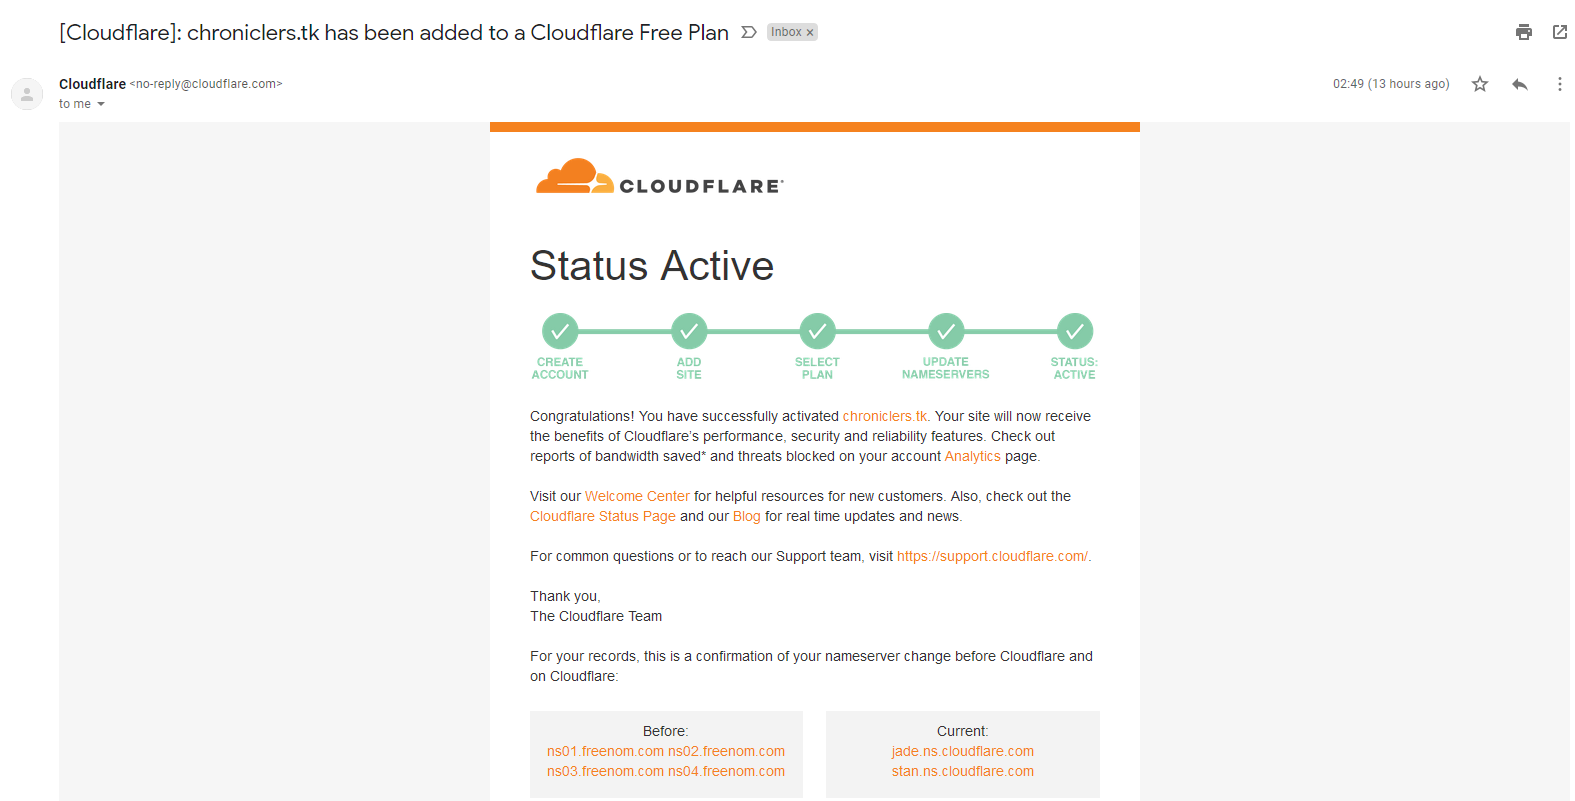 [Cloudflare]: chroniclers.tk has been added to a Cloudflare Free Plan Inbox ×
Cloudflare <no-reply@cloudflare.com> 02:49 (13 hours ago)
to me
CLOUDFLARE
Status Active
CREATE ACCOUNT
ADD SITE
SELECT PLAN
UPDATE NAMESERVERS
STATUS: ACTIVE
Congratulations! You have successfully activated chroniclers.tk. Your site will now receive
the benefits of Cloudflare’s performance, security and reliability features. Check out
reports of bandwidth saved* and threats blocked on your account Analytics page.
Visit our Welcome Center for helpful resources for new customers. Also, check out the
Cloudflare Status Page and our Blog for real time updates and news.
For common questions or to reach our Support team, visit https://support.cloudflare.com/.
Thank you,
The Cloudflare Team
For your records, this is a confirmation of your nameserver change before Cloudflare and
on Cloudflare:
Before:
ns01.freenom.com ns02.freenom.com
ns03.freenom.com ns04.freenom.com
Current:
jade.ns.cloudflare.com
stan.ns.cloudflare.com